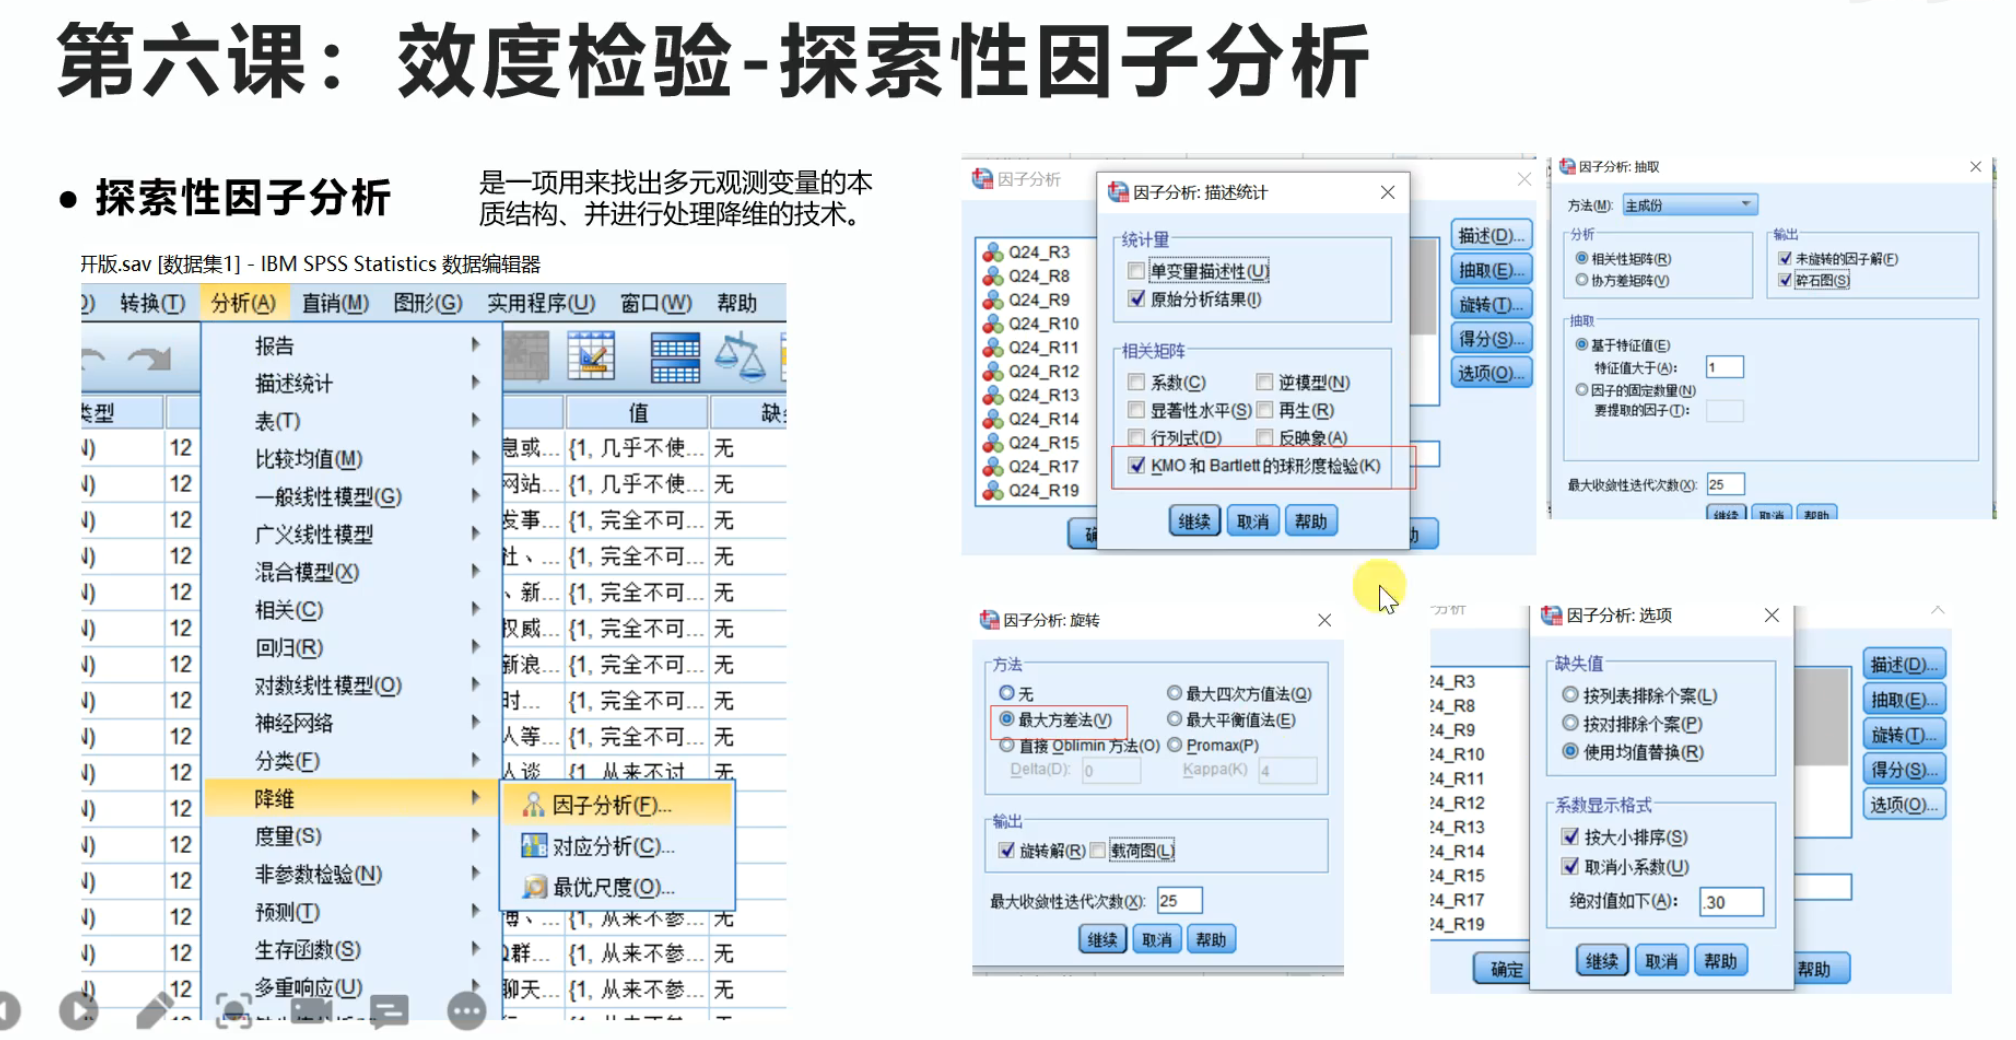 第六课：效度检验-探索性因子分析
● 探索性因子分析
是一项用来找出多元观测变量的本
质结构、并进行处理降维的技术。
开版.sav [数据集1] - IBM SPSS Statistics 数据编辑器
转换(T) 分析(A) 直销(M) 图形(G) 实用程序(U) 窗口(W) 帮助
报告
描述统计
表(T)
比较均值(M)
一般线性模型(G)
广义线性模型
混合模型(X)
相关(C)
回归(R)
对数线性模型(O)
神经网络
分类(F)
降维
度量(S)
非参数检验(N)
预测(T)
生存函数(S)
多重响应(U)
因子分析(F)...
对应分析(C)...
最优尺度(O)...
类型 值 缺
12 息或... {1, 几乎不使... 无
12 网站... {1, 几乎不使... 无
12 发事... {1, 完全不可... 无
12 社、... {1, 完全不可... 无
12 、新... {1, 完全不可... 无
12 权威... {1, 完全不可... 无
12 新浪... {1, 完全不可... 无
12 时... {1, 完全不可... 无
12 人等... {1, 完全不可... 无
12 人谈 {1, 从来不讨 无
12
12
12
12 博、... {1, 从来不参... 无
12 Q群... {1, 从来不参... 无
12 聊天... {1, 从来不参... 无
因子分析
Q24_R3
Q24_R8
Q24_R9
Q24_R10
Q24_R11
Q24_R12
Q24_R13
Q24_R14
Q24_R15
Q24_R17
Q24_R19
描述(D)...
抽取(E)...
旋转(T)...
得分(S)...
选项(O)...
因子分析: 描述统计
统计量
单变量描述性(U)
原始分析结果(I)
相关矩阵
系数(C) 逆模型(N)
显著性水平(S) 再生(R)
行列式(D) 反映象(A)
KMO 和 Bartlett 的球形度检验(K)
继续 取消 帮助
因子分析: 抽取
方法(M): 主成份
分析
相关性矩阵(R)
协方差矩阵(V)
输出
未旋转的因子解(F)
碎石图(S)
抽取
基于特征值(E)
特征值大于(A): 1
因子的固定数量(N)
要提取的因子(T):
最大收敛性迭代次数(X): 25
继续 取消 帮助
因子分析: 旋转
方法
无 最大四次方值法(Q)
最大方差法(V) 最大平衡值法(E)
直接 Oblimin 方法(O) Promax(P)
Delta(D): 0 Kappa(K) 4
输出
旋转解(R) 载荷图(L)
最大收敛性迭代次数(X): 25
继续 取消 帮助
分析
24_R3
24_R8
24_R9
24_R10
24_R11
24_R12
24_R13
24_R14
24_R15
24_R17
24_R19
确定
因子分析: 选项
缺失值
按列表排除个案(L)
按对排除个案(P)
使用均值替换(R)
系数显示格式
按大小排序(S)
取消小系数(U)
绝对值如下(A): .30
继续 取消 帮助
描述(D)...
抽取(E)...
旋转(T)...
得分(S)...
选项(O)...
帮助